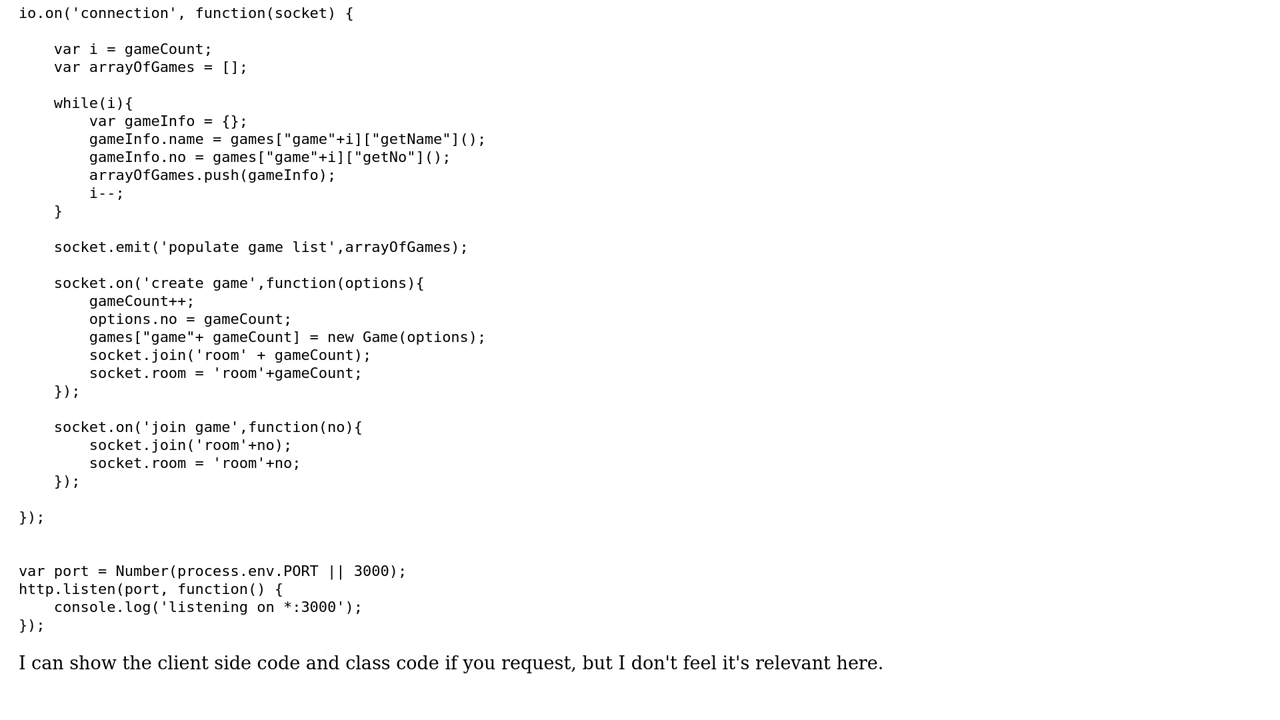 io.on('connection', function(socket) {
    var i = gameCount;
    var arrayOfGames = [];
    while(i){
        var gameInfo = {};
        gameInfo.name = games["game"+i]["getName"]();
        gameInfo.no = games["game"+i]["getNo"]();
        arrayOfGames.push(gameInfo);
        i--;
    }
    socket.emit('populate game list',arrayOfGames);
    socket.on('create game',function(options){
        gameCount++;
        options.no = gameCount;
        games["game"+ gameCount] = new Game(options);
        socket.join('room' + gameCount);
        socket.room = 'room'+gameCount;
    });
    socket.on('join game',function(no){
        socket.join('room'+no);
        socket.room = 'room'+no;
    });
});
var port = Number(process.env.PORT || 3000);
http.listen(port, function() {
    console.log('listening on *:3000');
});
I can show the client side code and class code if you request, but I don't feel it's relevant here.